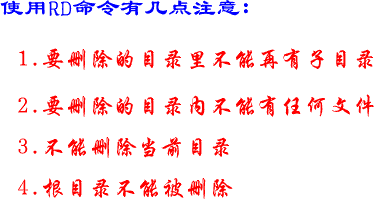 使用RD命令有几点注意：
1.要删除的目录里不能再有子目录
2.要删除的目录内不能有任何文件
3.不能删除当前目录
4.根目录不能被删除